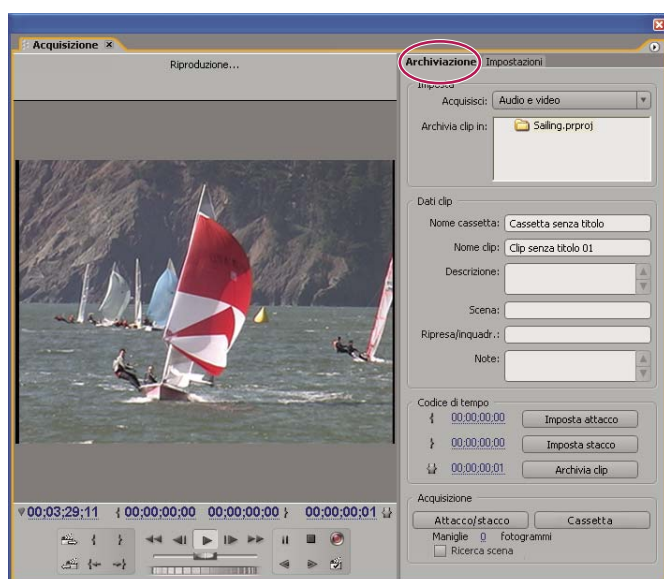 Acquisizione
Riproduzione...
Archiviazione
Impostazioni
Imposta
Acquisisci:
Audio e video
Archivia clip in:
Sailing.prproj
Dati clip
Nome cassetta:
Cassetta senza titolo
Nome clip:
Clip senza titolo 01
Descrizione:
Scena:
Ripresa/inquadr.:
Note:
Codice di tempo
00;00;00;00
Imposta attacco
00;00;00;00
Imposta stacco
00;00;00;01
Archivia clip
Acquisizione
Attacco/stacco
Cassetta
Maniglie 0 fotogrammi
Ricerca scena
00;03;29;11
00;00;00;00
00;00;00;00
00;00;00;01